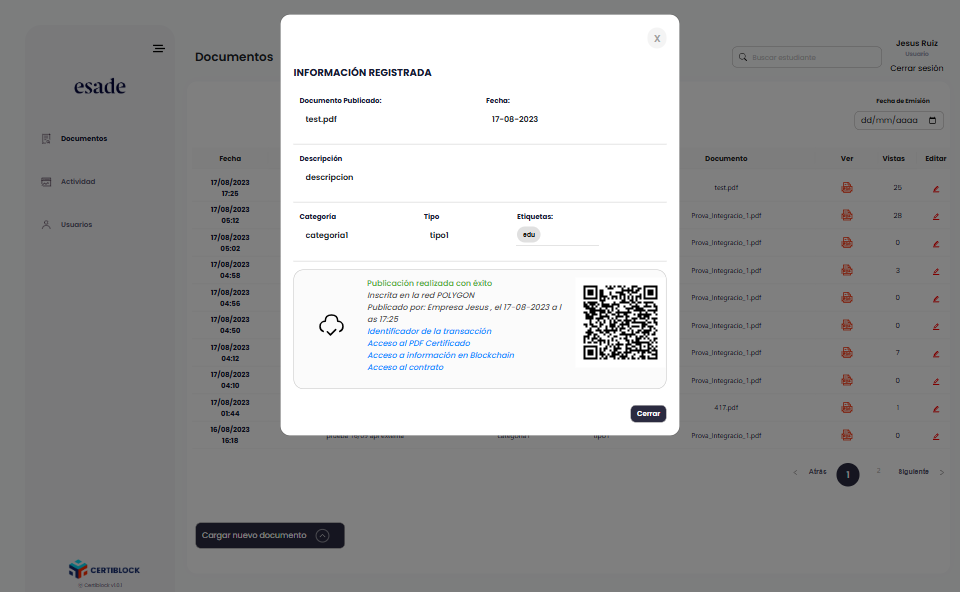 esade
Documentos
Actividad
Usuarios
CERTIBLOCK
Documentos
Buscar estudiante
Jesus Ruiz
Usuario
Cerrar sesión
Fecha de Emisión
dd/mm/aaaa
X
INFORMACIÓN REGISTRADA
Documento Publicado:
Fecha:
test.pdf
17-08-2023
Descripción
descripcion
Categoría
Tipo
Etiquetas:
categoria1
tipo1
edu
Publicación realizada con éxito
Inscrita en la red POLYGON
Publicado por: Empresa Jesus , el 17-08-2023 a l
as 17:25
Identificador de la transacción
Acceso al PDF Certificado
Acceso a información en Blockchain
Acceso al contrato
Cerrar
Fecha Documento Ver Vistas Editar
17/08/2023
17:25
test.pdf 25
17/08/2023
05:12
Prova_Integracio_1.pdf 28
17/08/2023
05:02
Prova_Integracio_1.pdf 0
17/08/2023
04:58
Prova_Integracio_1.pdf 3
17/08/2023
04:56
Prova_Integracio_1.pdf 0
17/08/2023
04:50
Prova_Integracio_1.pdf 0
17/08/2023
04:12
Prova_Integracio_1.pdf 7
17/08/2023
04:10
Prova_Integracio_1.pdf 0
17/08/2023
01:44
417.pdf 1
16/08/2023
16:18
Prova_Integracio_1.pdf 0
< Atrás 1 2 Siguiente >
Cargar nuevo documento